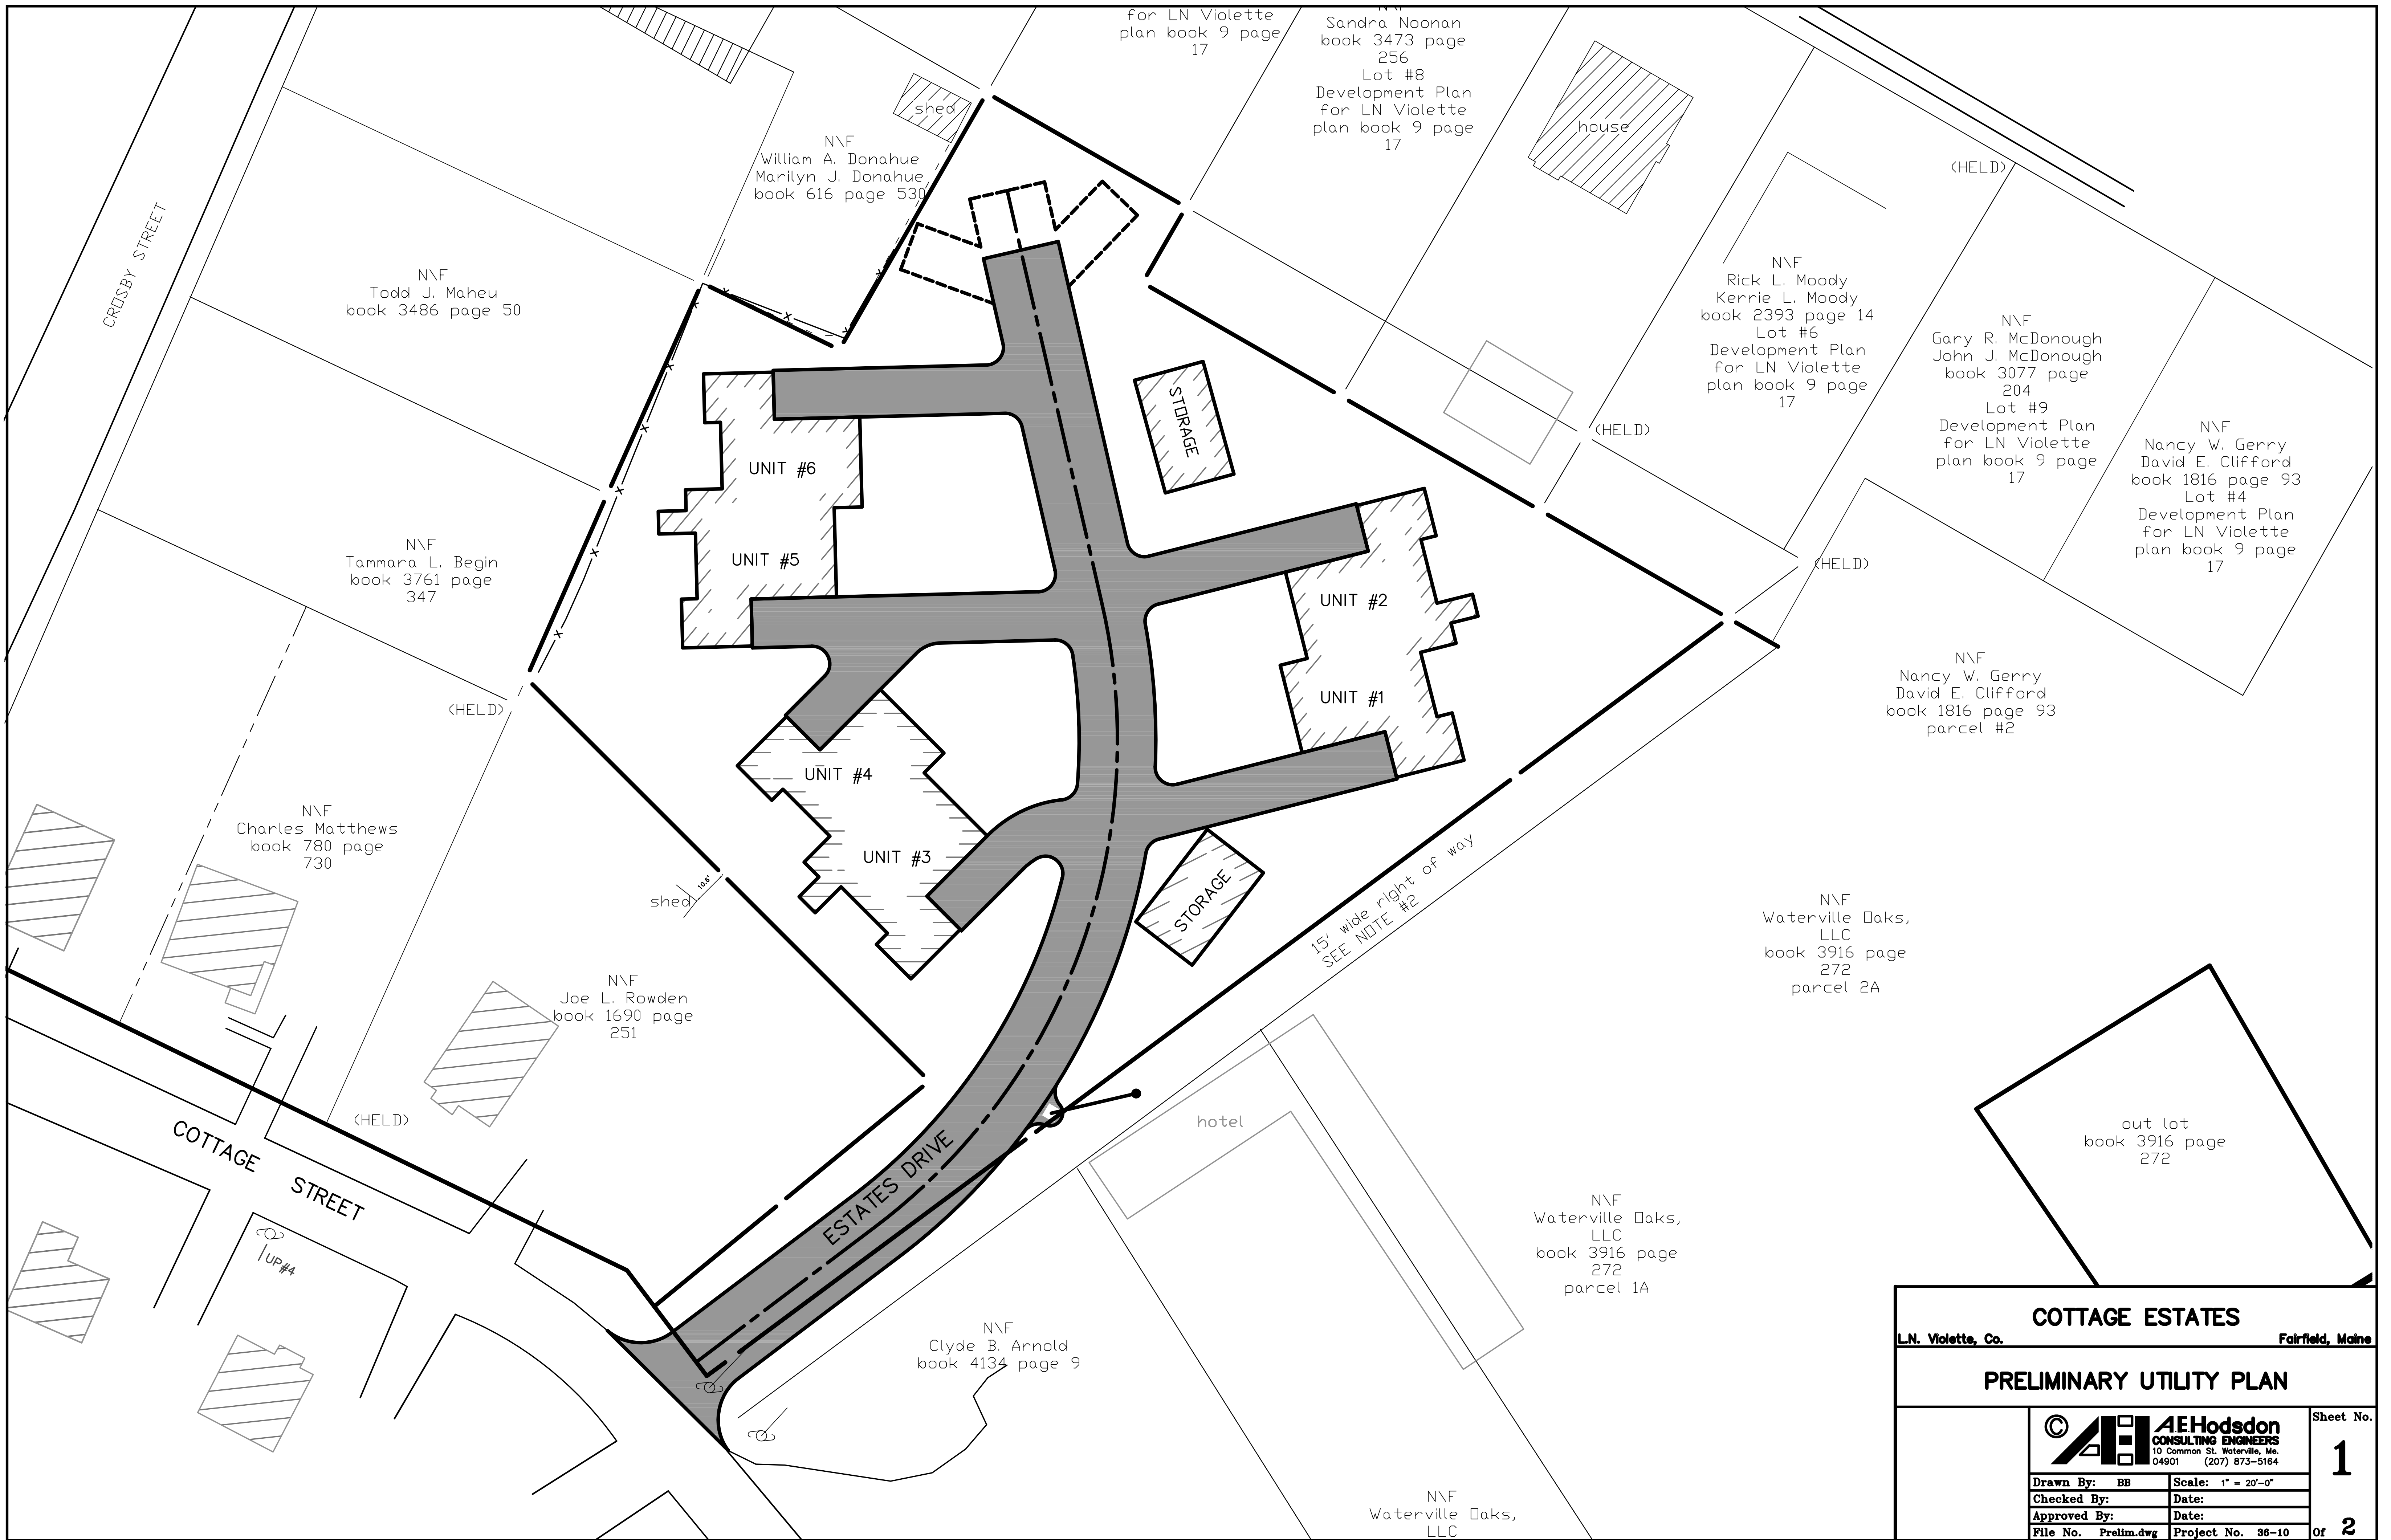 for LN Violette
plan book 9 page
17
N\F
Sandra Noonan
book 3473 page
256
Lot #8
Development Plan
for LN Violette
plan book 9 page
17
shed
house
(HELD)
N\F
William A. Donahue
Marilyn J. Donahue
book 616 page 530
CROSBY STREET
N\F
Todd J. Maheu
book 3486 page 50
N\F
Rick L. Moody
Kerrie L. Moody
book 2393 page 14
Lot #6
Development Plan
for LN Violette
plan book 9 page
17
N\F
Gary R. McDonough
John J. McDonough
book 3077 page
204
Lot #9
Development Plan
for LN Violette
plan book 9 page
17
N\F
Nancy W. Gerry
David E. Clifford
book 1816 page 93
Lot #4
Development Plan
for LN Violette
plan book 9 page
17
STORAGE
(HELD)
UNIT #6
UNIT #5
N\F
Tammara L. Begin
book 3761 page
347
(HELD)
UNIT #2
UNIT #1
N\F
Nancy W. Gerry
David E. Clifford
book 1816 page 93
parcel #2
(HELD)
UNIT #4
UNIT #3
N\F
Charles Matthews
book 780 page
730
shed
10.6'
STORAGE
15' wide right of way
SEE NOTE #2
N\F
Waterville Oaks,
LLC
book 3916 page
272
parcel 2A
N\F
Joe L. Rowden
book 1690 page
251
(HELD)
hotel
out lot
book 3916 page
272
COTTAGE STREET
ESTATES DRIVE
UP#4
N\F
Waterville Oaks,
LLC
book 3916 page
272
parcel 1A
N\F
Clyde B. Arnold
book 4134 page 9
N\F
Waterville Oaks,
LLC
COTTAGE ESTATES
L.N. Violette, Co. Fairfield, Maine
PRELIMINARY UTILITY PLAN
© AEH A.E.Hodsdon
CONSULTING ENGINEERS
10 Common St. Waterville, Me.
04901 (207) 873-5164
Sheet No.
1
Of 2
Drawn By: BB Scale: 1" = 20'-0"
Checked By: Date:
Approved By: Date:
File No. Prelim.dwg Project No. 36-10